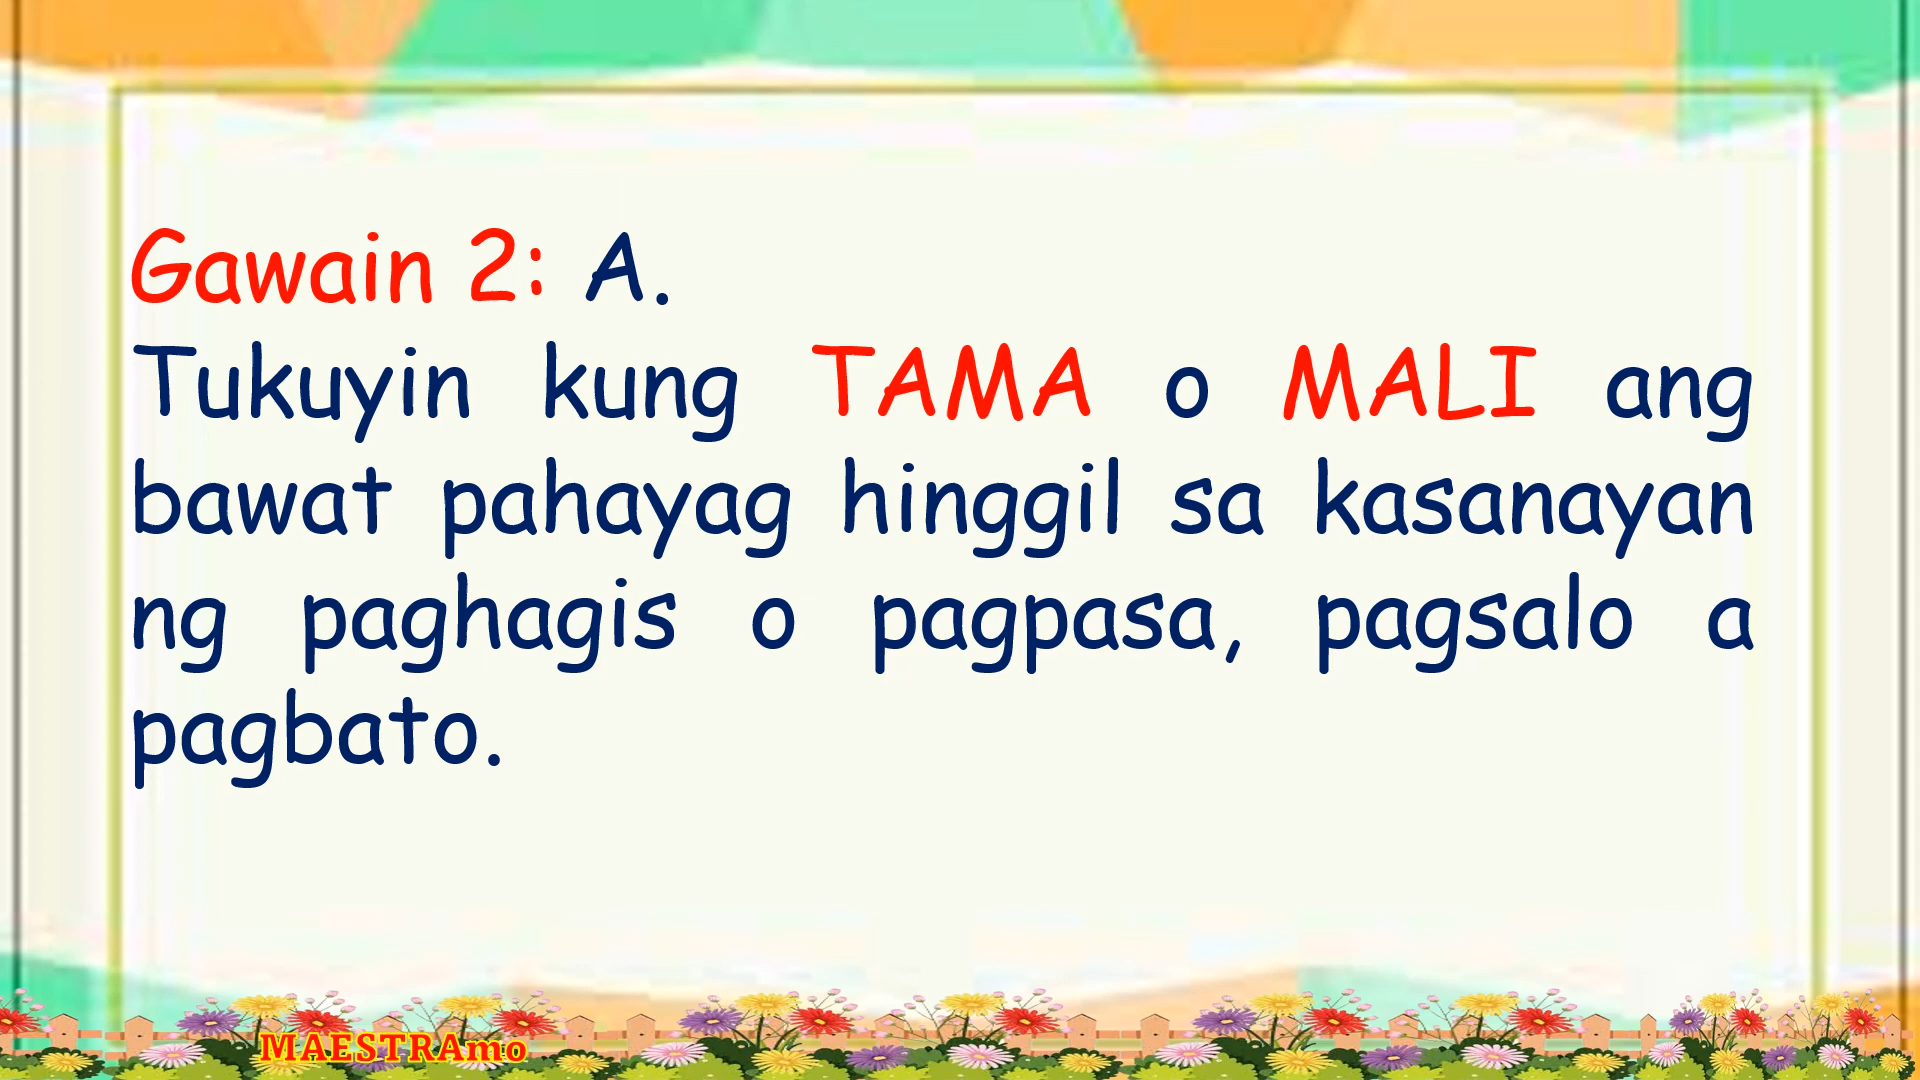 Gawain 2: A.
Tukuyin kung TAMA o MALI ang
bawat pahayag hinggil sa kasanayan
ng paghagis o pagpasa, pagsalo a
pagbato.
MAESTRAmo